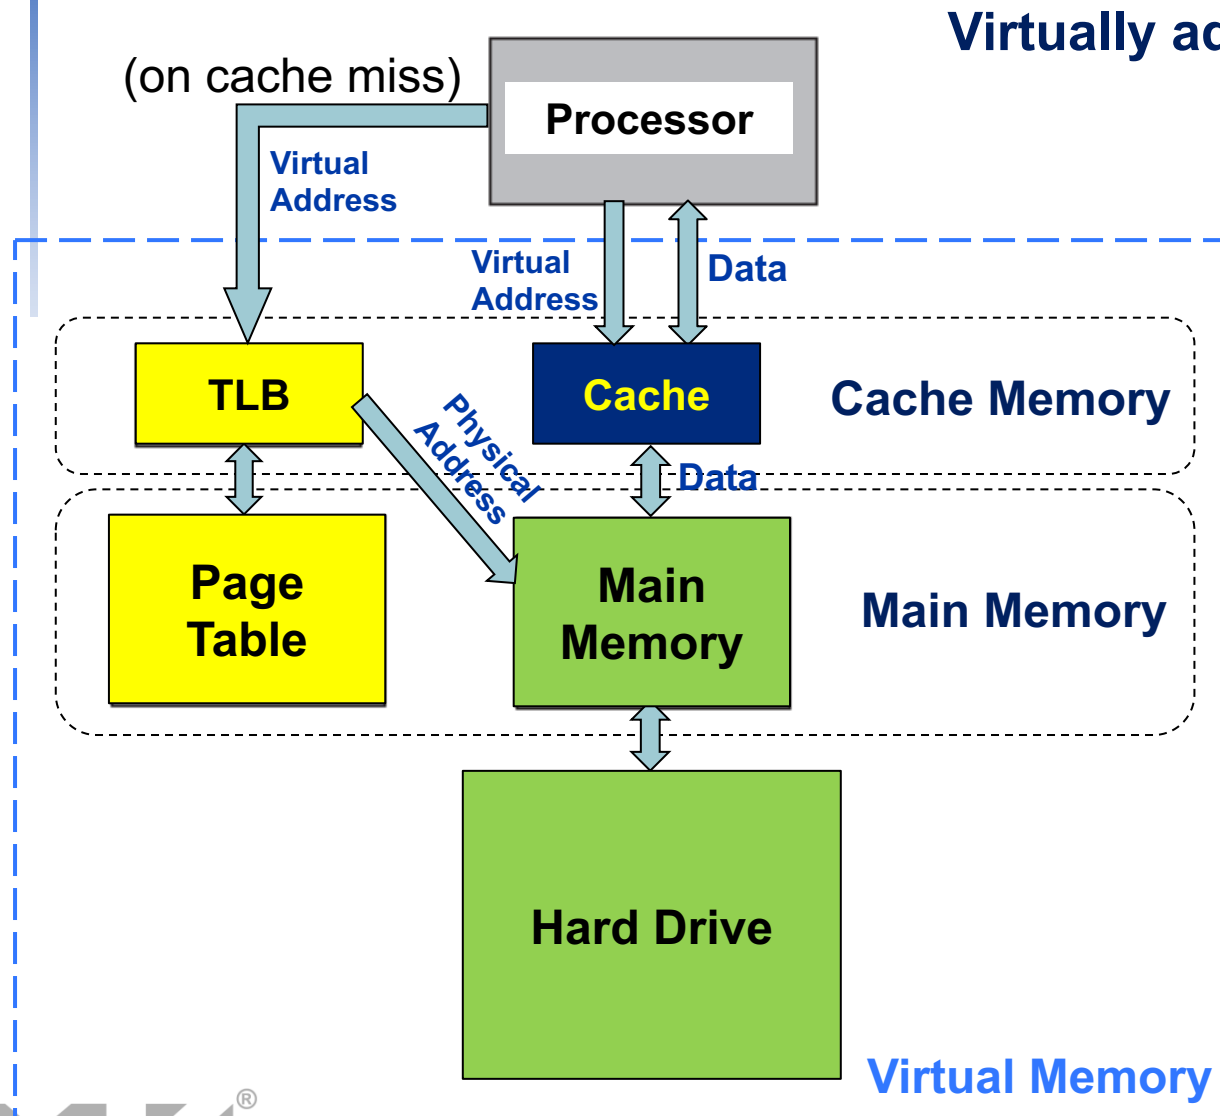 Virtually
(on cache miss)
Processor
Virtual
Address
Virtual
Address
Data
TLB
Cache
Cache Memory
Physical
Address
Data
Page
Table
Main
Memory
Main Memory
Hard Drive
Virtual Memory
®